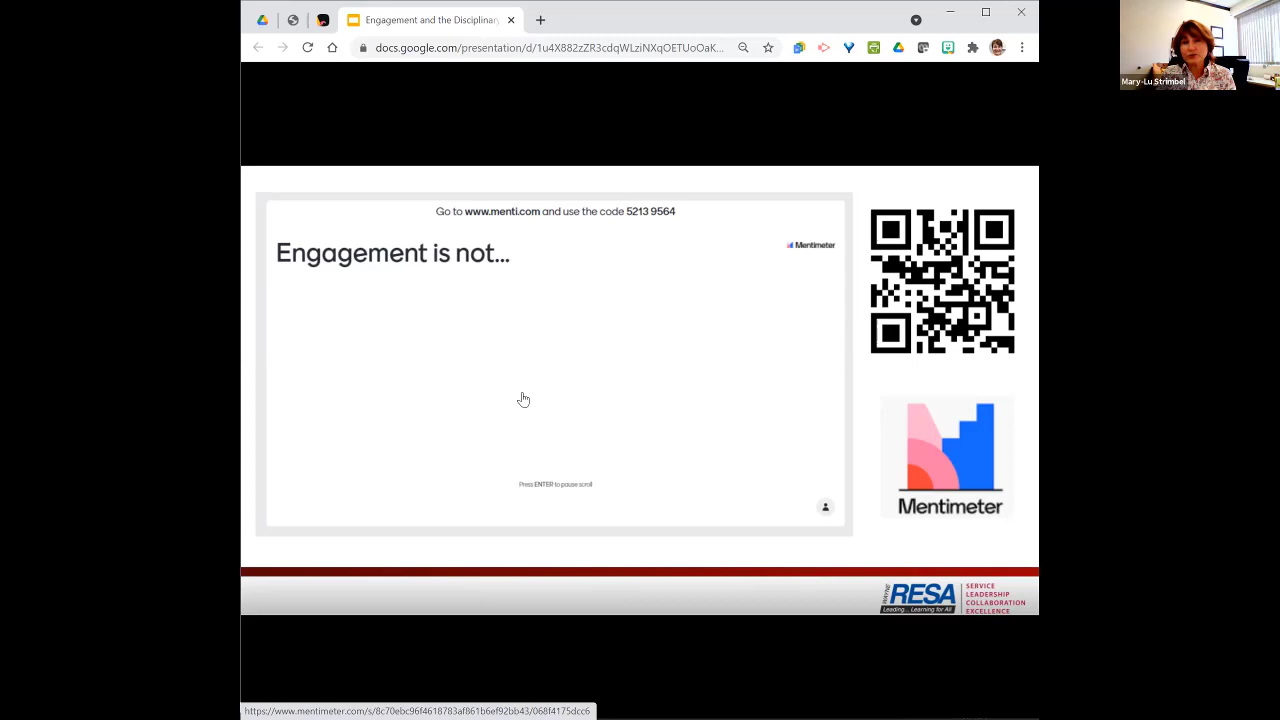 Engagement and the Disciplinary
docs.google.com/presentation/d/1u4X882zZR3cdqWLziNXqOETUoOaK...
Mary-Lu Strimbel
Go to www.menti.com and use the code 5213 9564
Engagement is not...
Mentimeter
Press ENTER to pause scroll
Mentimeter
WAYNE
RESA
Leading... Learning for All
SERVICE
LEADERSHIP
COLLABORATION
EXCELLENCE
https://www.mentimeter.com/s/8c70ebc96f4618783af861b6ef92bb43/068f4175dcc6